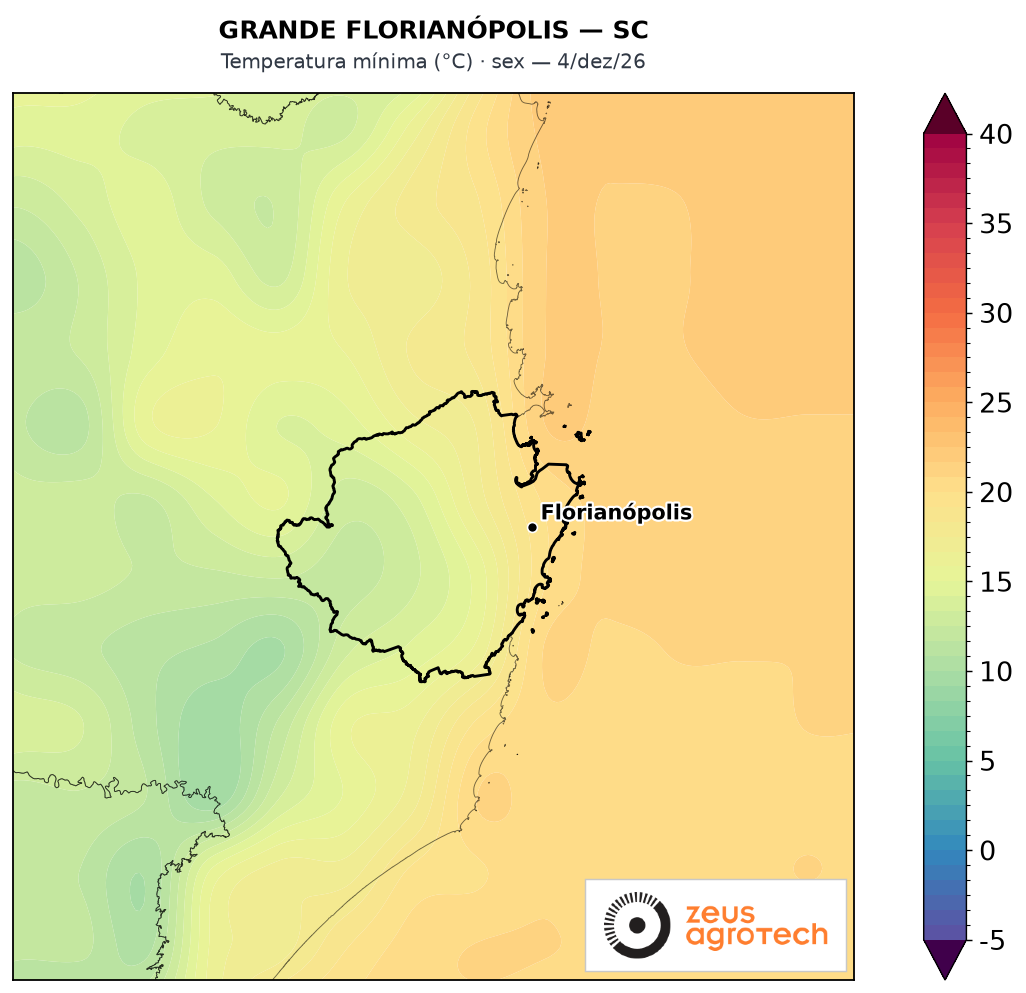 GRANDE FLORIANÓPOLIS — SC
Temperatura mínima (°C) · sex — 4/dez/26
40
35
30
25
20
15
10
5
0
-5
Florianópolis
zeus
agrotech